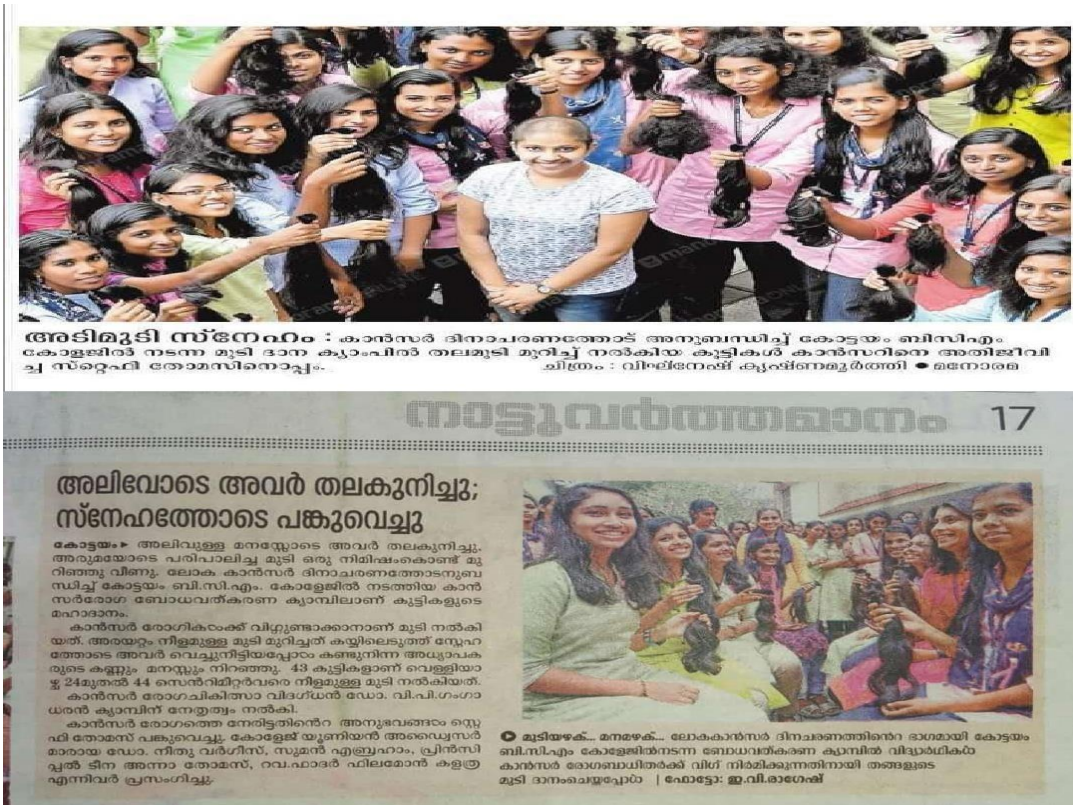 അടിമുടി സ്നേഹം : കാൻസർ ദിനാചരണത്തോട് അനുബന്ധിച്ച് കോട്ടയം ബിസിഎം
കോളജിൽ നടന്ന മുടി ദാന ക്യാംപിൽ തലമുടി മുറിച്ച് നൽകിയ കുട്ടികൾ കാൻസറിനെ അതിജീവി
ച്ച സ്റ്റെഫി തോമസിനൊപ്പം. ചിത്രം : വിഘ്നേഷ് കൃഷ്ണമൂർത്തി ● മനോരമ
നാട്ടുവർത്തമാനം 17
അലിവോടെ അവർ തലകുനിച്ചു;
സ്നേഹത്തോടെ പങ്കുവെച്ചു
കോട്ടയം ▸ അലിവുള്ള മനസ്സോടെ അവർ തലകുനിച്ചു.
അരുമയോടെ പരിപാലിച്ച മുടി ഒരു നിമിഷംകൊണ്ട് മു
റിഞ്ഞു വീണു. ലോക കാൻസർ ദിനാചരണത്തോടനുബ
ന്ധിച്ച് കോട്ടയം ബി.സി.എം. കോളേജിൽ നടത്തിയ കാൻ
സർരോഗ ബോധവത്കരണ ക്യാമ്പിലാണ് കുട്ടികളുടെ
മഹാദാനം.
കാൻസർ രോഗികൾക്ക് വിഗ്ഗുണ്ടാക്കാനാണ് മുടി നൽകി
യത്. അരയറ്റം നീളമുള്ള മുടി മുറിച്ചത് കയ്യിലെടുത്ത് സ്നേഹ
ത്തോടെ അവർ വെച്ചുനീട്ടിയപ്പോൾ കണ്ടുനിന്ന അധ്യാപക
രുടെ കണ്ണും മനസ്സും നിറഞ്ഞു. 43 കുട്ടികളാണ് വെള്ളിയാ
ഴ്ച 24മുതൽ 44 സെൻറിമീറ്റർവരെ നീളമുള്ള മുടി നൽകിയത്.
കാൻസർ രോഗചികിത്സാ വിദഗ്ധൻ ഡോ. വി.പി.ഗംഗാ
ധരൻ ക്യാമ്പിന് നേതൃത്വം നൽകി.
കാൻസർ രോഗത്തെ നേരിട്ടതിൻെറ അനുഭവങ്ങൾ സ്റ്റെ
ഫി തോമസ് പങ്കുവെച്ചു. കോളേജ് യൂണിയൻ അഡ്വൈസർ
മാരായ ഡോ. നീതു വർഗീസ്, സുമൻ എബ്രഹാം, പ്രിൻസി
പ്പൽ ടീന അന്നാ തോമസ്, റവ.ഫാദർ ഫിലമോൻ കളത്ര
എന്നിവർ പ്രസംഗിച്ചു.
മുടിയഴക്... മനമഴക്... ലോകകാൻസർ ദിനചരണത്തിൻെറ ഭാഗമായി കോട്ടയം
ബി.സി.എം കോളേജിൽനടന്ന ബോധവത്കരണ ക്യാമ്പിൽ വിദ്യാർഥികൾ
കാൻസർ രോഗബാധിതർക്ക് വിഗ് നിർമിക്കുന്നതിനായി തങ്ങളുടെ
മുടി ദാനംചെയ്തപ്പോൾ | ഫോട്ടോ: ഇ.വി.രാഗേഷ്